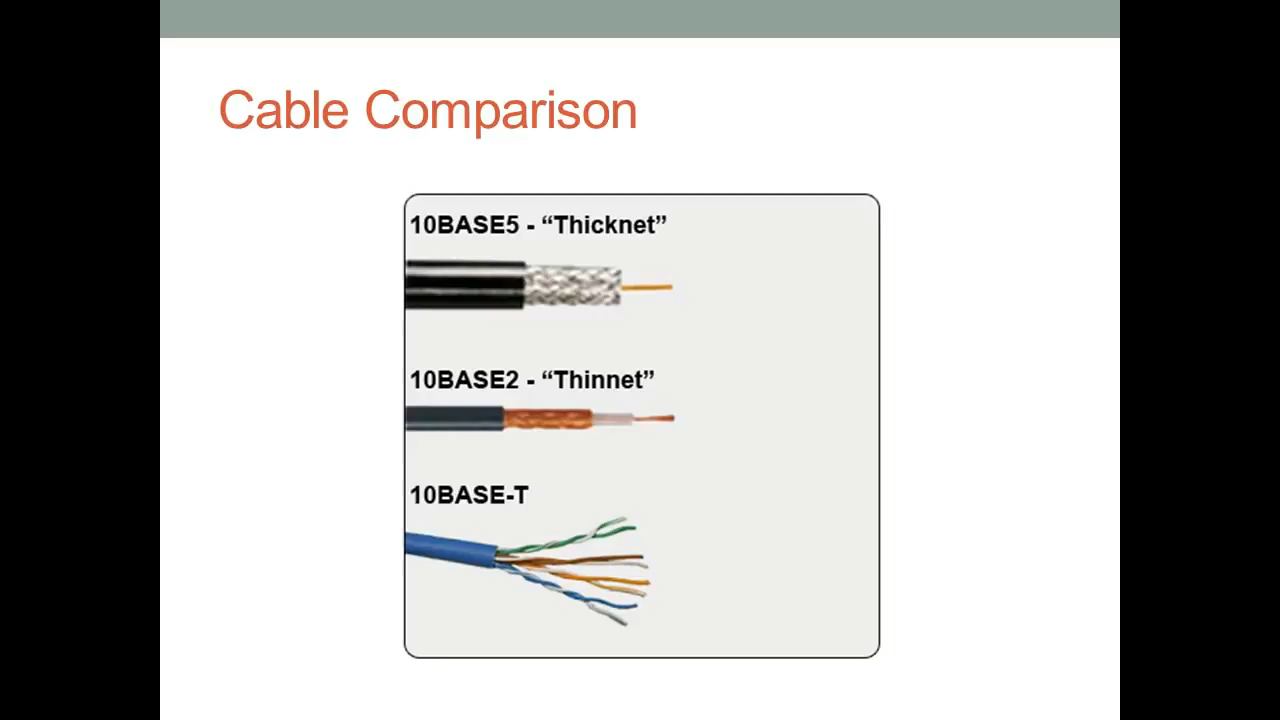 Cable Comparison
10BASE5 - “Thicknet”
10BASE2 - “Thinnet”
10BASE-T